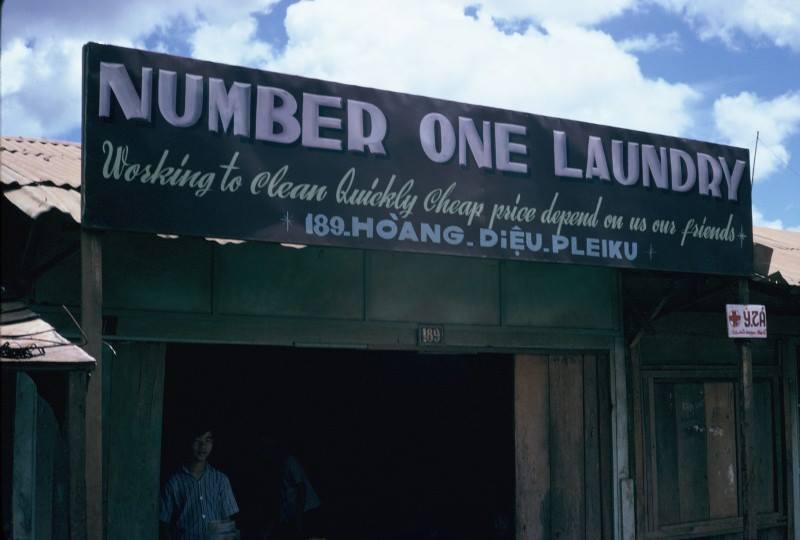 NUMBER ONE LAUNDRY
Working to clean Quickly cheap price depend on us our friends
189-HOÀNG-DIỆU-PLEIKU
189
Y.TÁ